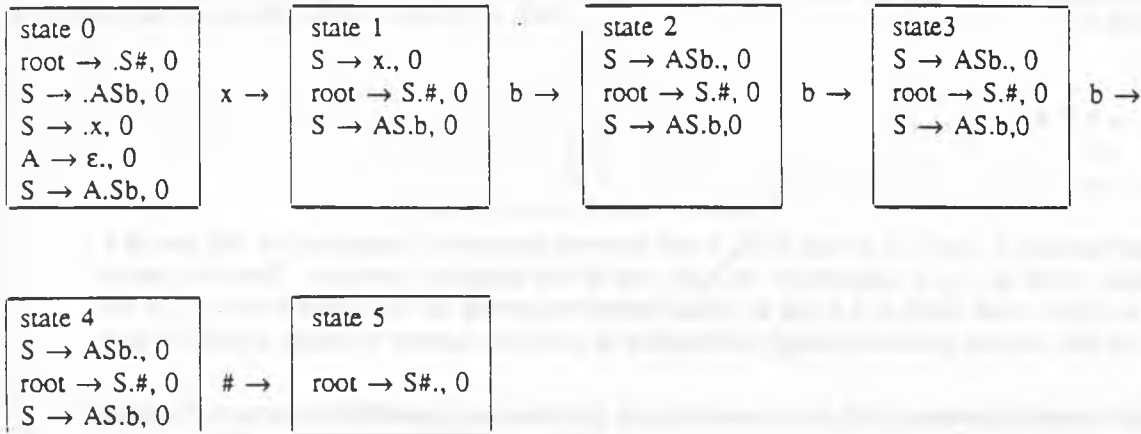 state 0
root → .S#, 0
S → .ASb, 0
S → .x, 0
A → ε., 0
S → A.Sb, 0
x →
state 1
S → x., 0
root → S.#, 0
S → AS.b, 0
b →
state 2
S → ASb., 0
root → S.#, 0
S → AS.b,0
b →
state3
S → ASb., 0
root → S.#, 0
S → AS.b,0
b →
state 4
S → ASb., 0
root → S.#, 0
S → AS.b, 0
# →
state 5
root → S#., 0